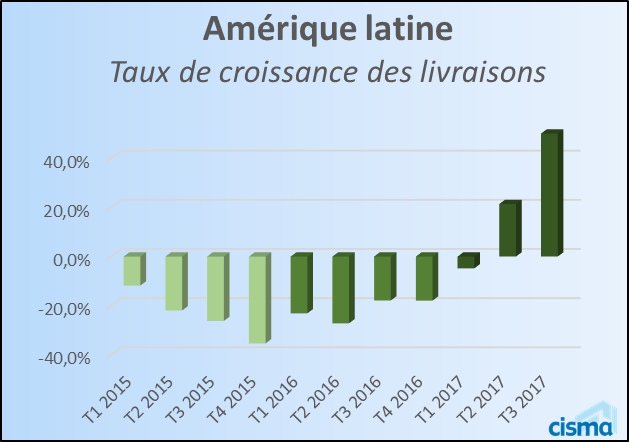 Amérique latine
Taux de croissance des livraisons
40,0%
20,0%
0,0%
-20,0%
-40,0%
T1 2015
T2 2015
T3 2015
T4 2015
T1 2016
T2 2016
T3 2016
T4 2016
T1 2017
T2 2017
T3 2017
cisma